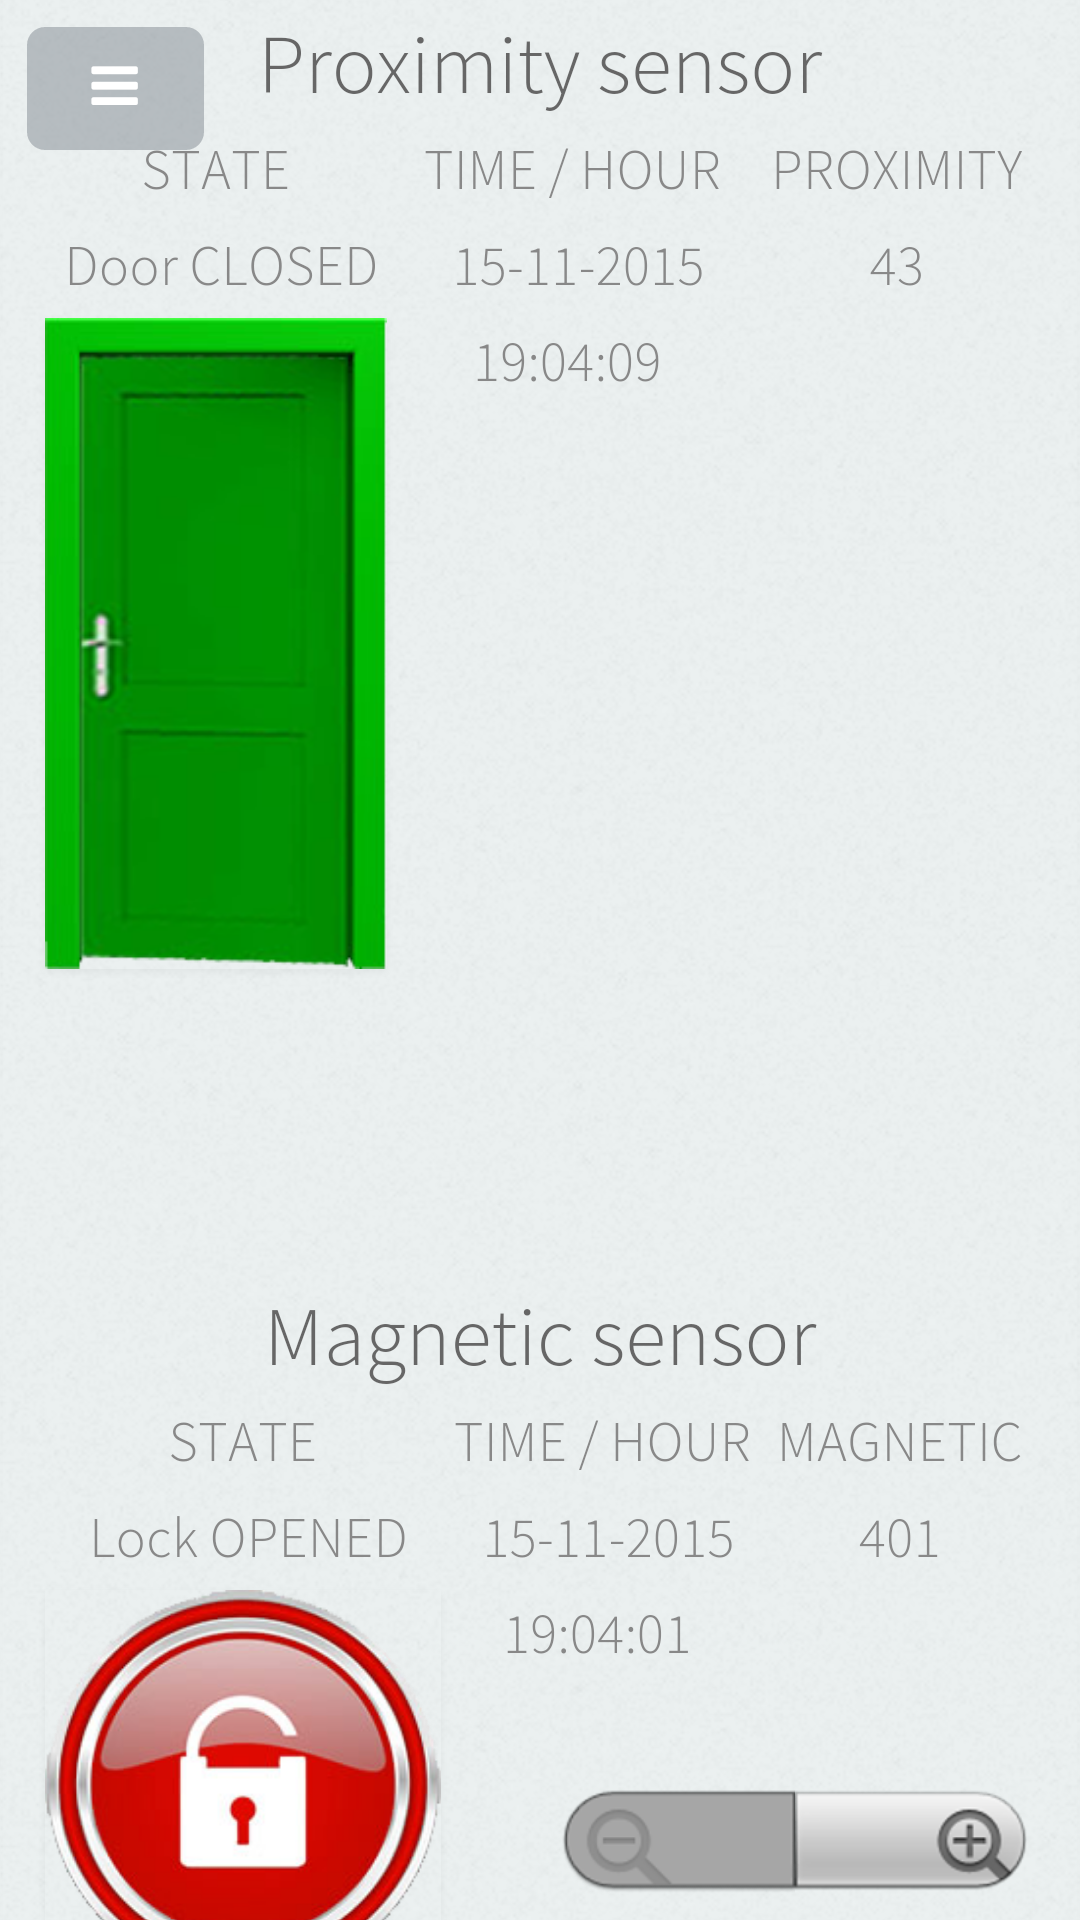 Proximity sensor
STATE TIME / HOUR PROXIMITY
Door CLOSED 15-11-2015 43
19:04:09
Magnetic sensor
STATE TIME / HOUR MAGNETIC
Lock OPENED 15-11-2015 401
19:04:01